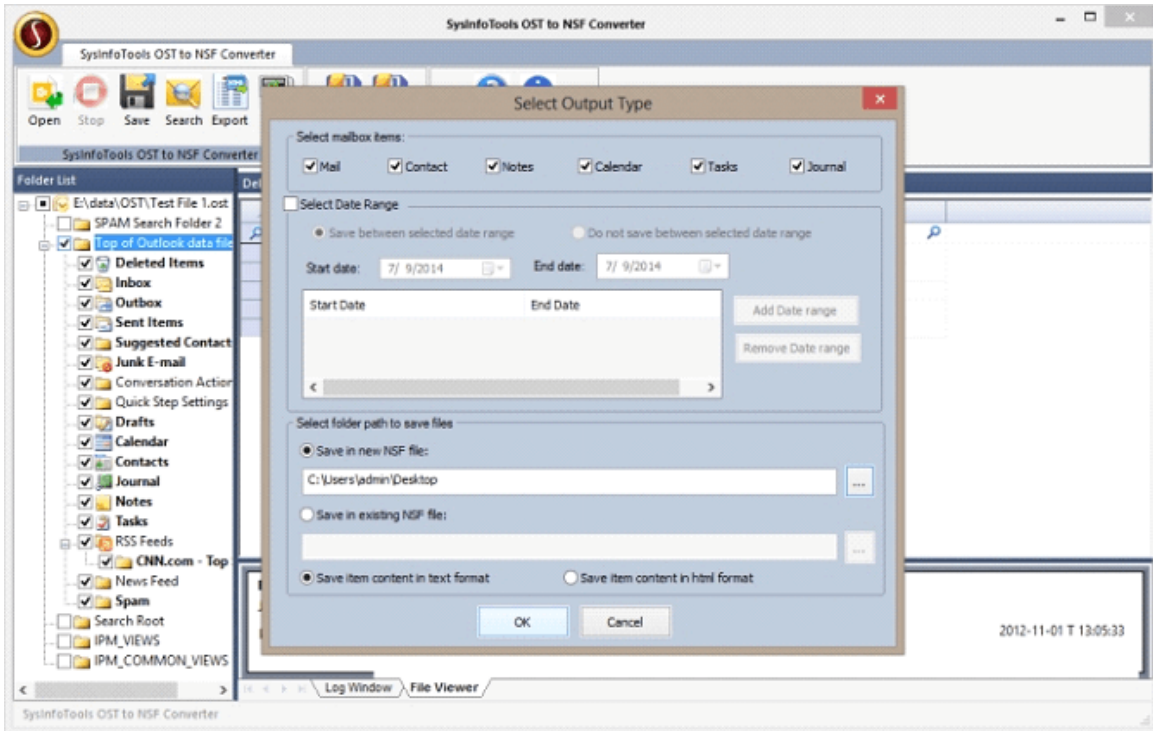 SysInfoTools OST to NSF Converter
SysInfoTools OST to NSF Converter
Open Stop Save Search Export
SysInfoTools OST to NSF Converter
Folder List
E:\data\OST\Test File 1.ost
SPAM Search Folder 2
Top of Outlook data file
Deleted Items
Inbox
Outbox
Sent Items
Suggested Contact
Junk E-mail
Conversation Action
Quick Step Settings
Drafts
Calendar
Contacts
Journal
Notes
Tasks
RSS Feeds
CNN.com - Top
News Feed
Spam
Search Root
IPM_VIEWS
IPM_COMMON_VIEWS
Del
Select Output Type
Select mailbox items:
Mail Contact Notes Calendar Tasks Journal
Select Date Range
Save between selected date range Do not save between selected date range
Start date: 7/ 9/2014 End date: 7/ 9/2014
Start Date End Date
Add Date range
Remove Date range
Select folder path to save files
Save in new NSF file:
C:\Users\admin\Desktop
...
Save in existing NSF file:
...
Save item content in text format Save item content in html format
OK Cancel
2012-11-01 T 13:05:33
Log Window File Viewer
SysInfoTools OST to NSF Converter